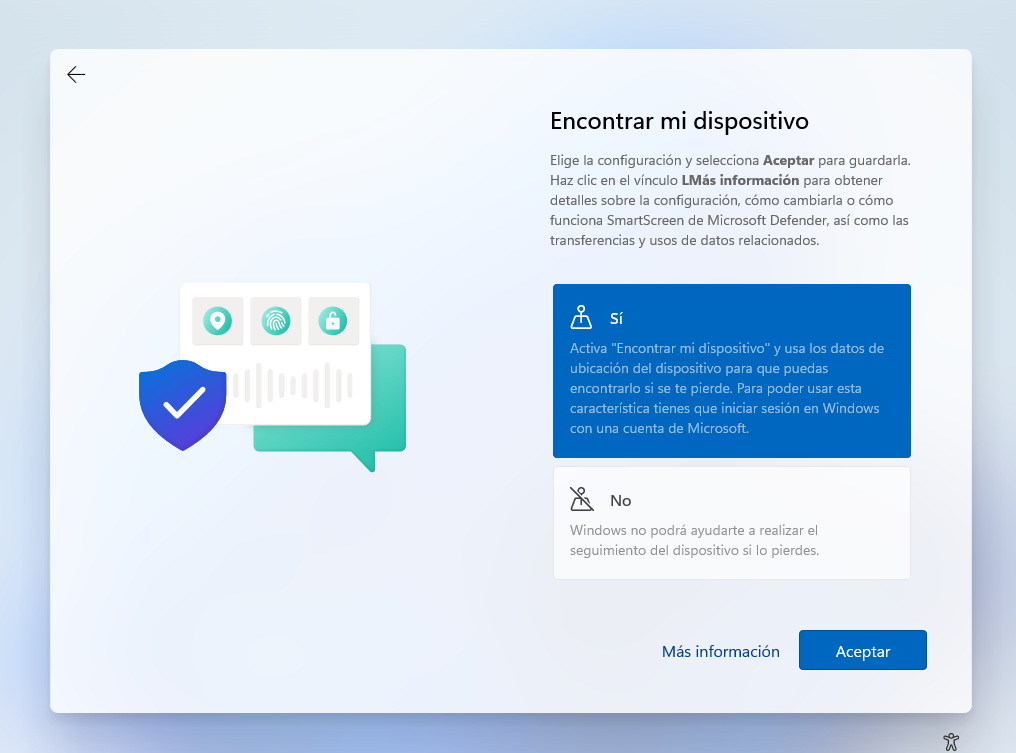 Encontrar mi dispositivo
Elige la configuración y selecciona Aceptar para guardarla.
Haz clic en el vínculo LMás información para obtener
detalles sobre la configuración, cómo cambiarla o cómo
funciona SmartScreen de Microsoft Defender, así como las
transferencias y usos de datos relacionados.
Sí
Activa "Encontrar mi dispositivo" y usa los datos de
ubicación del dispositivo para que puedas
encontrarlo si se te pierde. Para poder usar esta
característica tienes que iniciar sesión en Windows
con una cuenta de Microsoft.
No
Windows no podrá ayudarte a realizar el
seguimiento del dispositivo si lo pierdes.
Más información
Aceptar